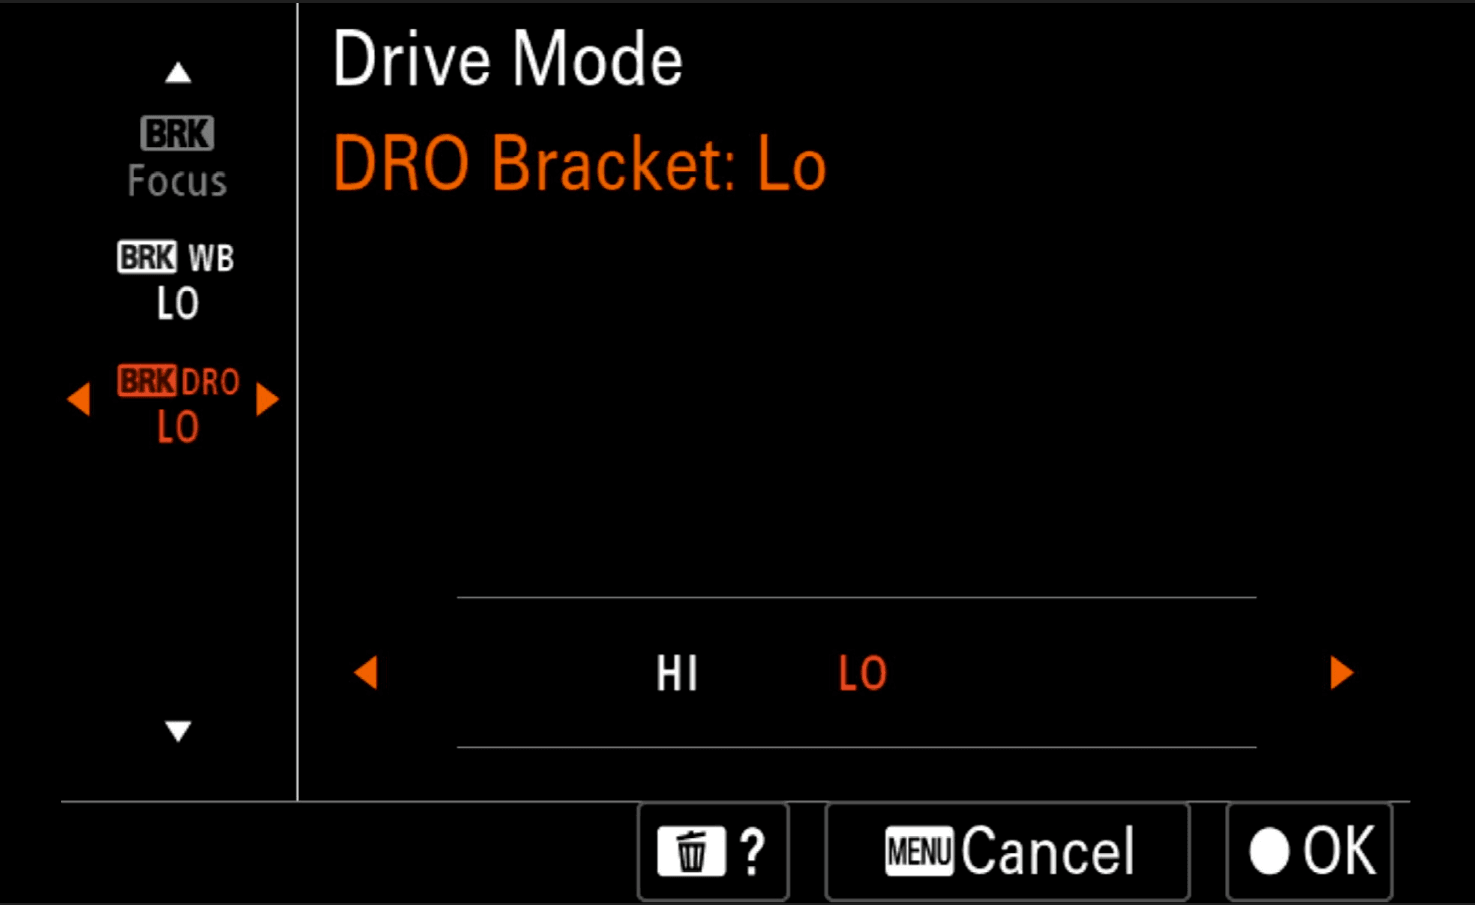 Drive Mode
DRO Bracket: Lo
BRK
Focus
BRK WB
LO
BRK DRO
LO
HI LO
? MENU Cancel OK